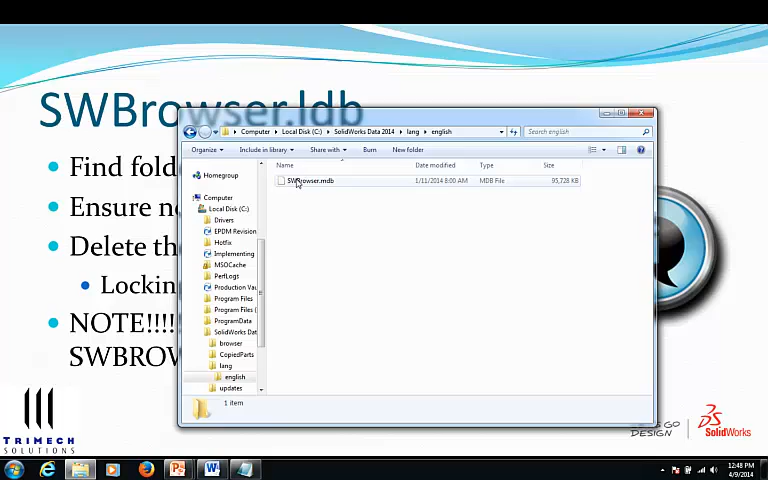 SWBrowser.ldb
Find fold
Ensure n
Delete th
Lockin
NOTE!!!!
SWBROW
Computer
Local Disk (C:)
SolidWorks Data 2014
lang
english
Search english
Organize
Include in library
Share with
Burn
New folder
Name
Date modified
Type
Size
SWBrowser.mdb
1/11/2014 8:00 AM
MDB File
95,728 KB
Homegroup
Computer
Local Disk (C:)
Drivers
EPDM Revision
Hotfix
Implementing
MSOCache
PerfLogs
Production Va
Program Files
Program Files (
ProgramData
SolidWorks Dat
browser
CopiedParts
lang
english
updates
1 item
TRIMECH
SOLUTIONS
GO
DESIGN
SolidWorks
12:48 PM
4/9/2014